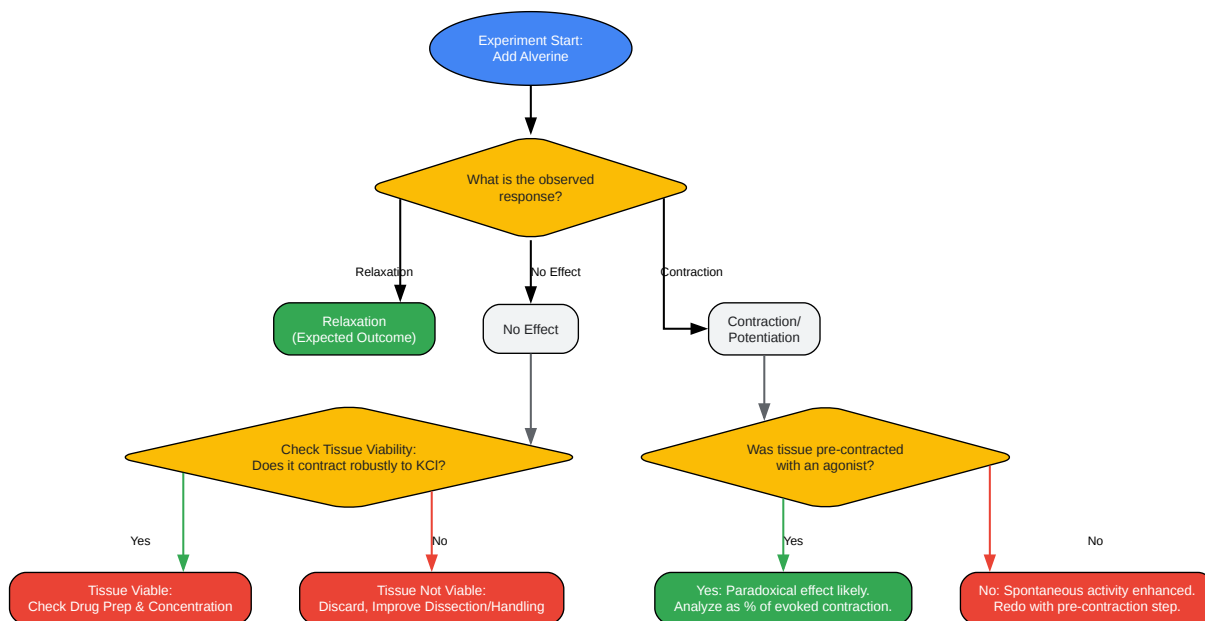 Experiment Start:
Add Alverine
What is the observed
response?
Relaxation
No Effect
Contraction
Relaxation
(Expected Outcome)
No Effect
Contraction/
Potentiation
Check Tissue Viability:
Does it contract robustly to KCl?
Was tissue pre-contracted
with an agonist?
Yes
No
Yes
No
Tissue Viable:
Check Drug Prep & Concentration
Tissue Not Viable:
Discard, Improve Dissection/Handling
Yes: Paradoxical effect likely.
Analyze as % of evoked contraction.
No: Spontaneous activity enhanced.
Redo with pre-contraction step.